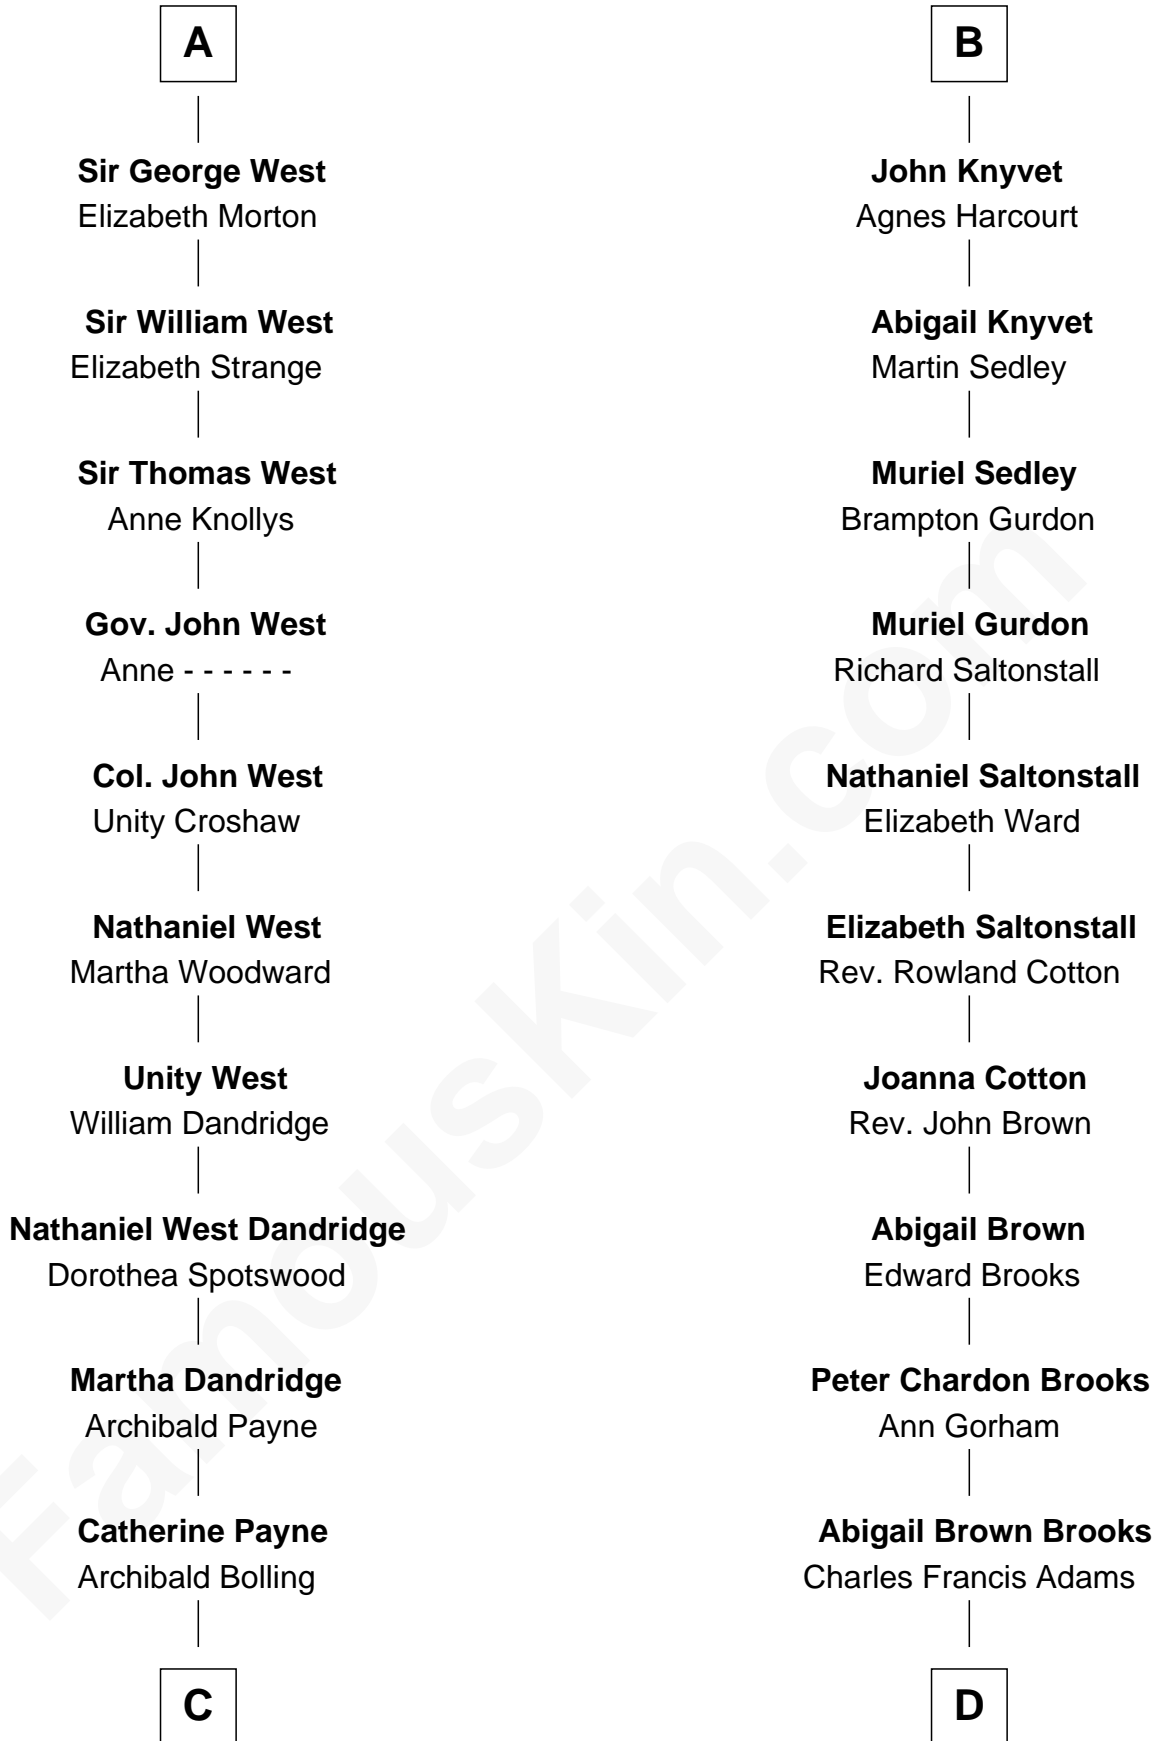 A
Sir George West
Elizabeth Morton
Sir William West
Elizabeth Strange
Sir Thomas West
Anne Knollys
Gov. John West
Anne - - - - - -
Col. John West
Unity Croshaw
Nathaniel West
Martha Woodward
Unity West
William Dandridge
Nathaniel West Dandridge
Dorothea Spotswood
Martha Dandridge
Archibald Payne
Catherine Payne
Archibald Bolling
C
B
John Knyvet
Agnes Harcourt
Abigail Knyvet
Martin Sedley
Muriel Sedley
Brampton Gurdon
Muriel Gurdon
Richard Saltonstall
Nathaniel Saltonstall
Elizabeth Ward
Elizabeth Saltonstall
Rev. Rowland Cotton
Joanna Cotton
Rev. John Brown
Abigail Brown
Edward Brooks
Peter Chardon Brooks
Ann Gorham
Abigail Brown Brooks
Charles Francis Adams
D
FamousKin.com